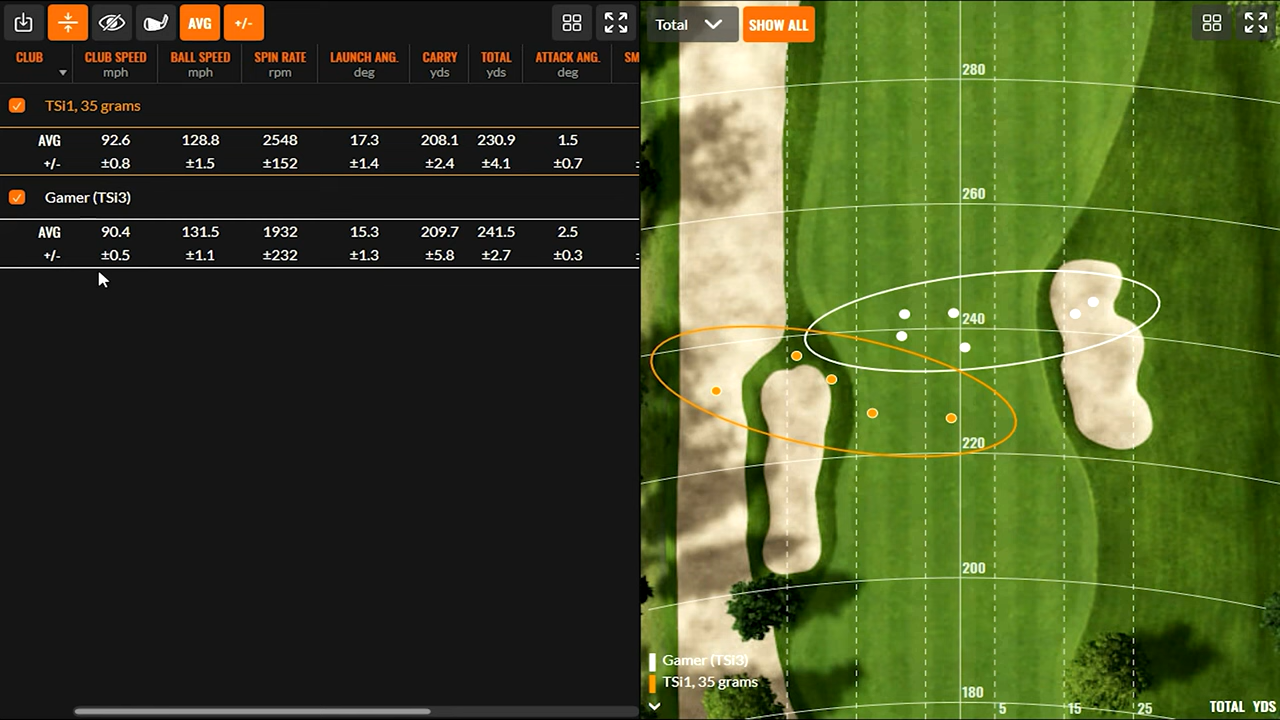 AVG +/-
CLUB CLUB SPEED BALL SPEED SPIN RATE LAUNCH ANG. CARRY TOTAL ATTACK ANG. SM
mph mph rpm deg yds yds deg
TSi1, 35 grams
AVG 92.6 128.8 2548 17.3 208.1 230.9 1.5
+/- ±0.8 ±1.5 ±152 ±1.4 ±2.4 ±4.1 ±0.7
Gamer (TSi3)
AVG 90.4 131.5 1932 15.3 209.7 241.5 2.5
+/- ±0.5 ±1.1 ±232 ±1.3 ±5.8 ±2.7 ±0.3
Total SHOW ALL
280
260
240
220
200
180
Gamer (TSi3)
TSi1, 35 grams
5 15 25 TOTAL YDS